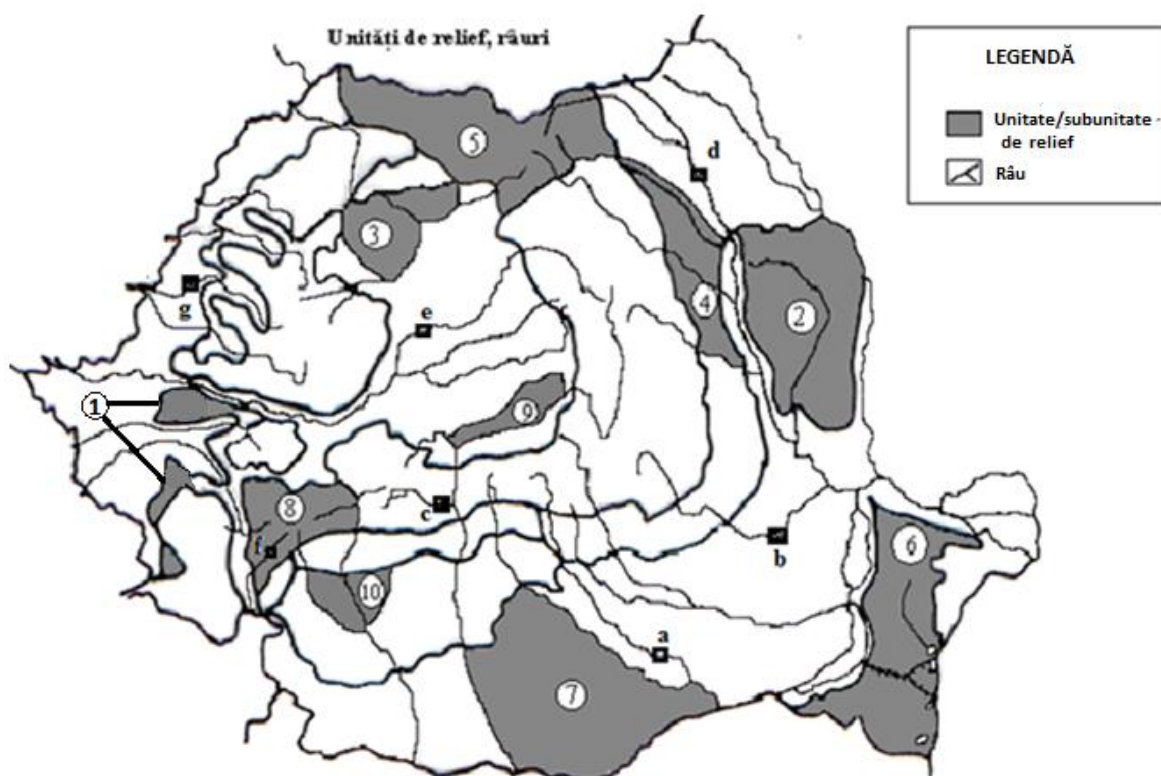 Unități de relief, râuri
LEGENDĂ
Unitate/subunitate
de relief
Râu
5
d
3
4
2
g
e
1
9
8
c
6
f
b
10
a
7